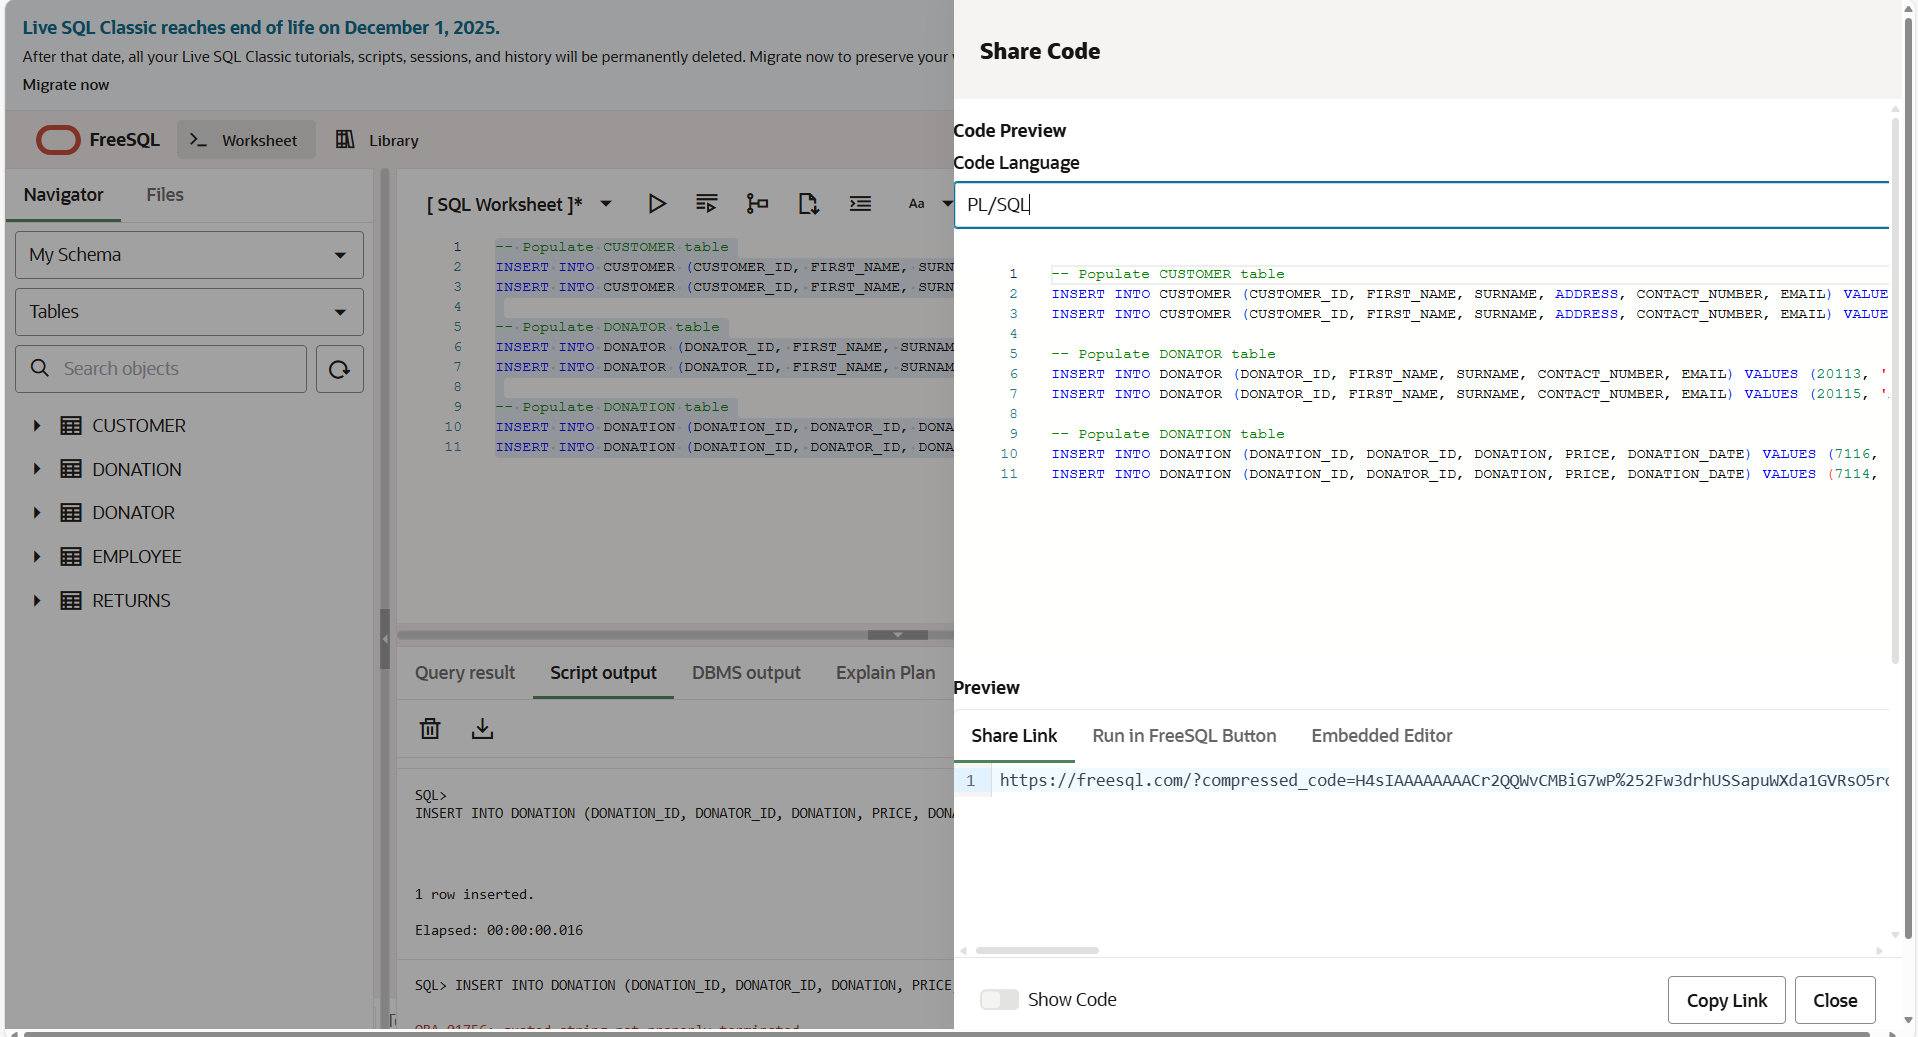 Live SQL Classic reaches end of life on December 1, 2025.
After that date, all your Live SQL Classic tutorials, scripts, sessions, and history will be permanently deleted. Migrate now to preserve your
Migrate now
FreeSQL
>_ Worksheet
Library
Navigator
Files
My Schema
Tables
Search objects
CUSTOMER
DONATION
DONATOR
EMPLOYEE
RETURNS
[ SQL Worksheet ]*
Aa
1 -- Populate CUSTOMER table
2 INSERT INTO CUSTOMER (CUSTOMER_ID, FIRST_NAME, SURN
3 INSERT INTO CUSTOMER (CUSTOMER_ID, FIRST_NAME, SURN
4
5 -- Populate DONATOR table
6 INSERT INTO DONATOR (DONATOR_ID, FIRST_NAME, SURNAM
7 INSERT INTO DONATOR (DONATOR_ID, FIRST_NAME, SURNAM
8
9 -- Populate DONATION table
10 INSERT INTO DONATION (DONATION_ID, DONATOR_ID, DONA
11 INSERT INTO DONATION (DONATION_ID, DONATOR_ID, DONA
Query result
Script output
DBMS output
Explain Plan
SQL>
INSERT INTO DONATION (DONATION_ID, DONATOR_ID, DONATION, PRICE, DON
1 row inserted.
Elapsed: 00:00:00.016
SQL> INSERT INTO DONATION (DONATION_ID, DONATOR_ID, DONATION, PRICE
ORA-01756: quoted string not properly terminated
Share Code
Code Preview
Code Language
PL/SQL
1 -- Populate CUSTOMER table
2 INSERT INTO CUSTOMER (CUSTOMER_ID, FIRST_NAME, SURNAME, ADDRESS, CONTACT_NUMBER, EMAIL) VALUE
3 INSERT INTO CUSTOMER (CUSTOMER_ID, FIRST_NAME, SURNAME, ADDRESS, CONTACT_NUMBER, EMAIL) VALUE
4
5 -- Populate DONATOR table
6 INSERT INTO DONATOR (DONATOR_ID, FIRST_NAME, SURNAME, CONTACT_NUMBER, EMAIL) VALUES (20113, '
7 INSERT INTO DONATOR (DONATOR_ID, FIRST_NAME, SURNAME, CONTACT_NUMBER, EMAIL) VALUES (20115, '
8
9 -- Populate DONATION table
10 INSERT INTO DONATION (DONATION_ID, DONATOR_ID, DONATION, PRICE, DONATION_DATE) VALUES (7116,
11 INSERT INTO DONATION (DONATION_ID, DONATOR_ID, DONATION, PRICE, DONATION_DATE) VALUES (7114,
Preview
Share Link
Run in FreeSQL Button
Embedded Editor
1 https://freesql.com/?compressed_code=H4sIAAAAAAAACr2QQWvCMBiG7wP%252Fw3drhUSSapuWXda1GVRsO5r
Show Code
Copy Link
Close